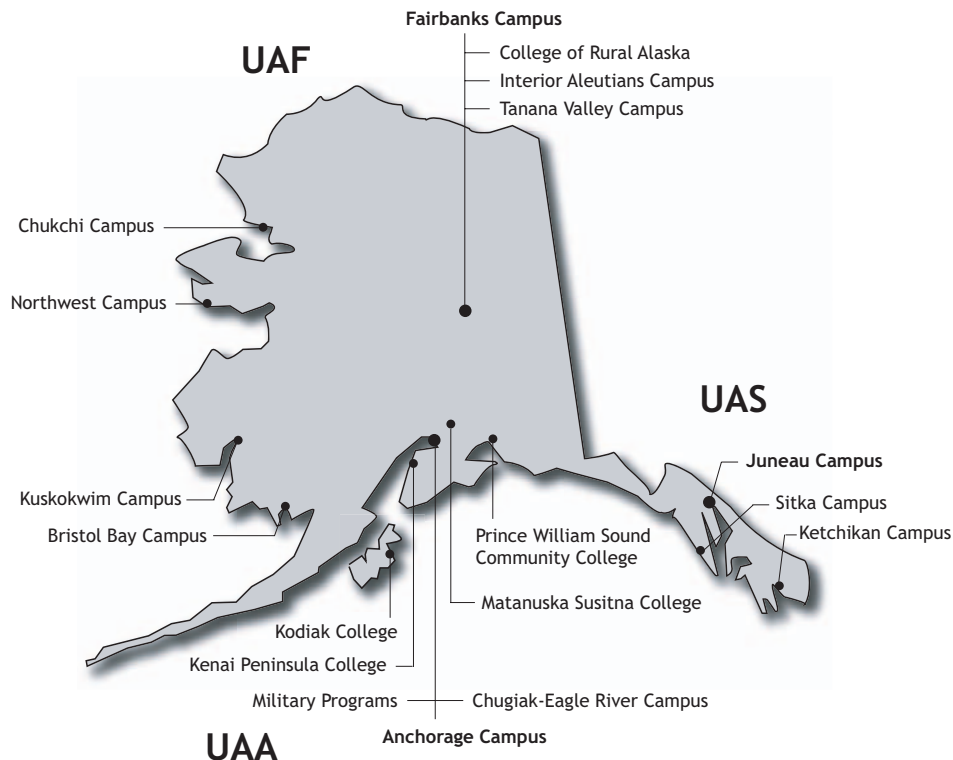 Fairbanks Campus
UAF
College of Rural Alaska
Interior Aleutians Campus
Tanana Valley Campus
Chukchi Campus
Northwest Campus
UAS
Juneau Campus
Kuskokwim Campus
Sitka Campus
Bristol Bay Campus
Prince William Sound
Community College
Ketchikan Campus
Matanuska Susitna College
Kodiak College
Kenai Peninsula College
Military Programs
Chugiak-Eagle River Campus
UAA
Anchorage Campus